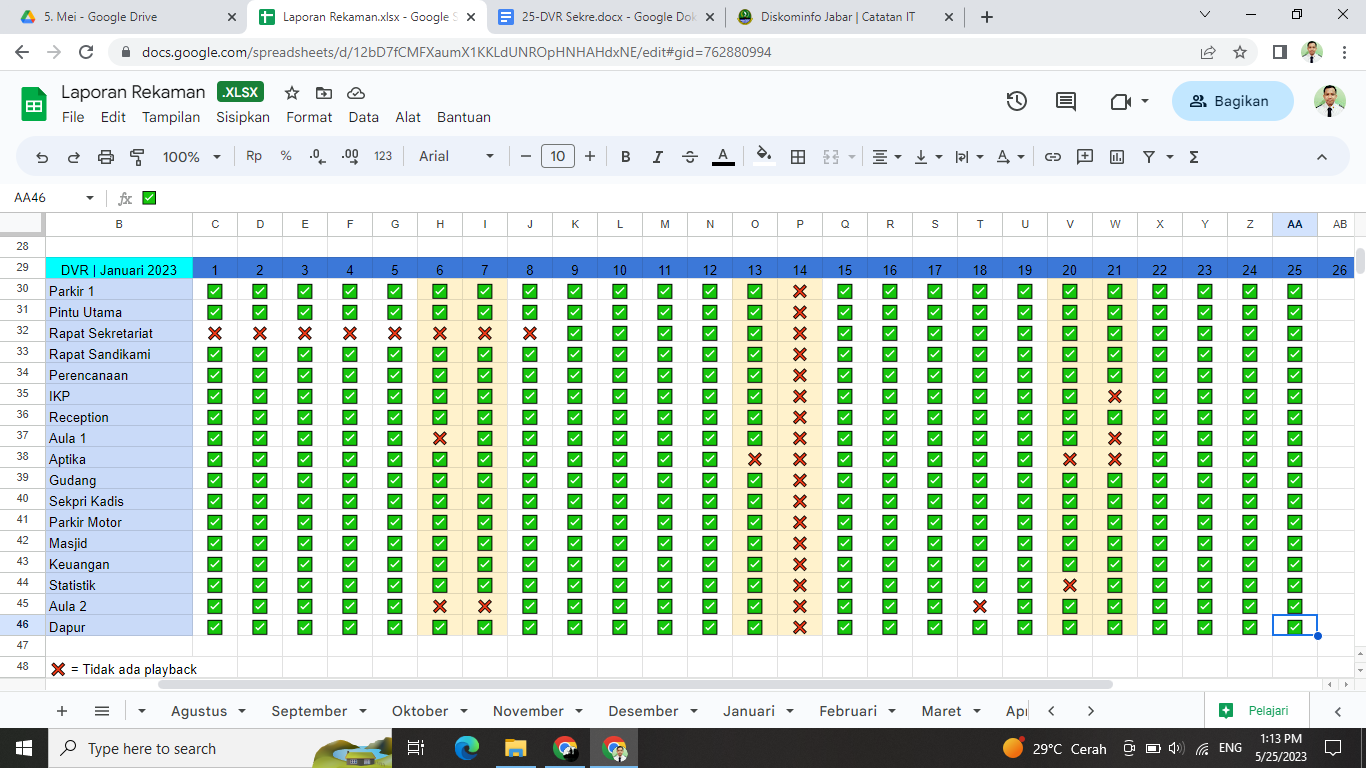 5. Mei - Google Drive
Laporan Rekaman.xlsx - Google S
25-DVR Sekre.docx - Google Dok
Diskominfo Jabar | Catatan IT
docs.google.com/spreadsheets/d/12bD7fCMFXaumX1KKLdUNROpHNHAHdxNE/edit#gid=762880994
Laporan Rekaman .XLSX
File Edit Tampilan Sisipkan Format Data Alat Bantuan
Bagikan
100% Rp % .0 .00 123 Arial 10 B I S A
AA46 fx ✅
B C D E F G H I J K L M N O P Q R S T U V W X Y Z AA AB
28
29 DVR | Januari 2023 1 2 3 4 5 6 7 8 9 10 11 12 13 14 15 16 17 18 19 20 21 22 23 24 25 26
30 Parkir 1
31 Pintu Utama
32 Rapat Sekretariat
33 Rapat Sandikami
34 Perencanaan
35 IKP
36 Reception
37 Aula 1
38 Aptika
39 Gudang
40 Sekpri Kadis
41 Parkir Motor
42 Masjid
43 Keuangan
44 Statistik
45 Aula 2
46 Dapur
47
48 ❌ = Tidak ada playback
Agustus September Oktober November Desember Januari Februari Maret Apr
Pelajari
Type here to search
29°C Cerah
ENG
1:13 PM
5/25/2023